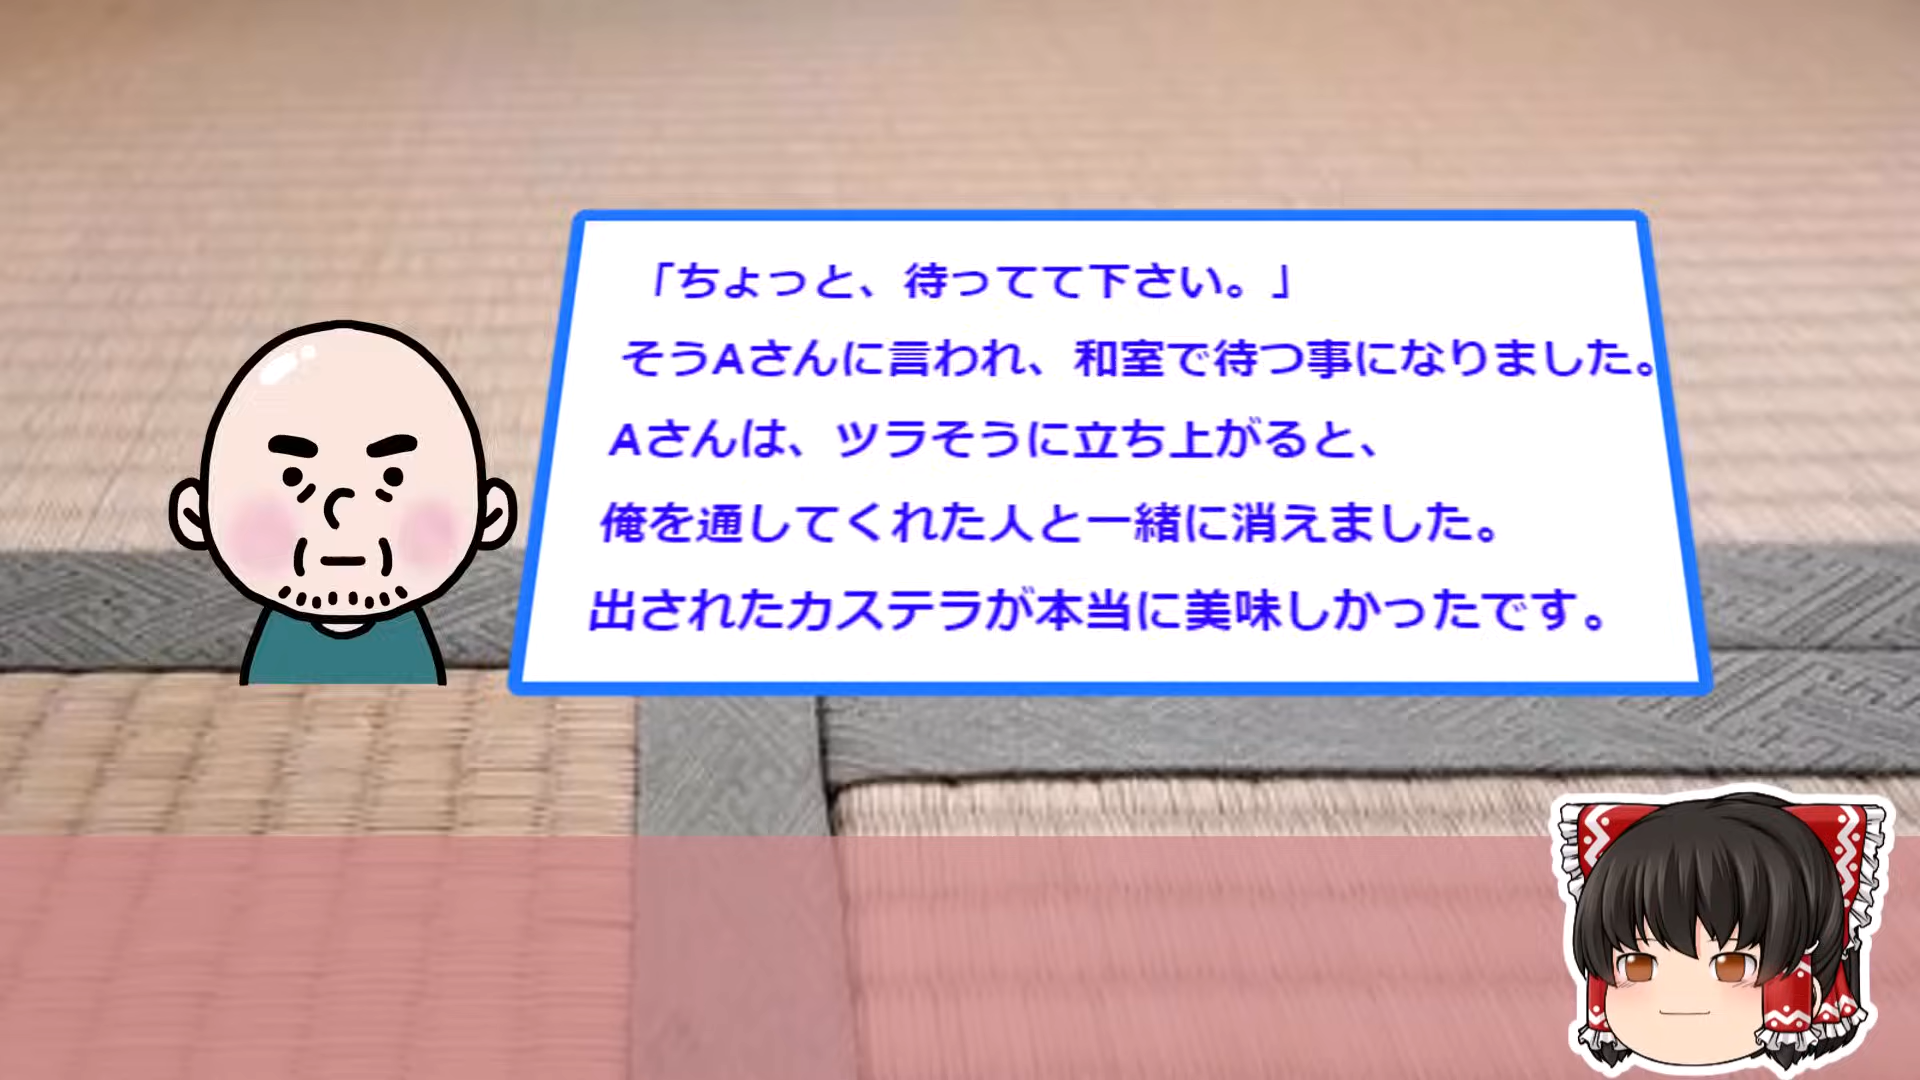 「ちょっと、待ってて下さい。」
そうAさんに言われ、和室で待つ事になりました。
Aさんは、ツラそうに立ち上がると、
俺を通してくれた人と一緒に消えました。
出されたカステラが本当に美味しかったです。